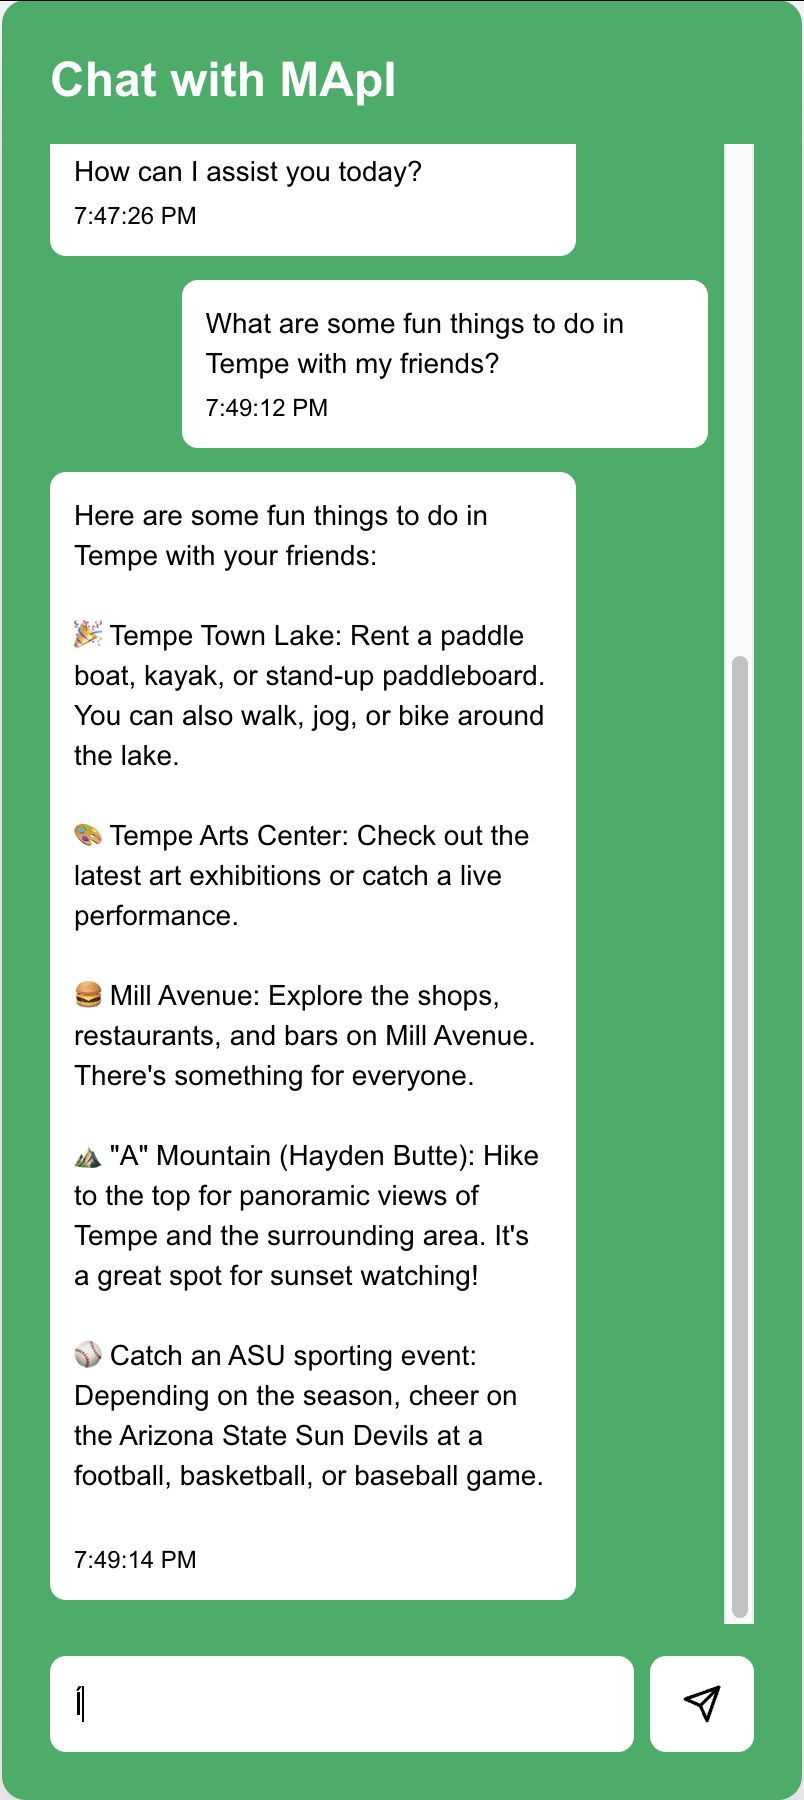 Chat with MApl
How can I assist you today?
7:47:26 PM
What are some fun things to do in
Tempe with my friends?
7:49:12 PM
Here are some fun things to do in
Tempe with your friends:
🎉 Tempe Town Lake: Rent a paddle
boat, kayak, or stand-up paddleboard.
You can also walk, jog, or bike around
the lake.
🎨 Tempe Arts Center: Check out the
latest art exhibitions or catch a live
performance.
🍔 Mill Avenue: Explore the shops,
restaurants, and bars on Mill Avenue.
There's something for everyone.
⛰️ "A" Mountain (Hayden Butte): Hike
to the top for panoramic views of
Tempe and the surrounding area. It's
a great spot for sunset watching!
⚾ Catch an ASU sporting event:
Depending on the season, cheer on
the Arizona State Sun Devils at a
football, basketball, or baseball game.
7:49:14 PM
í